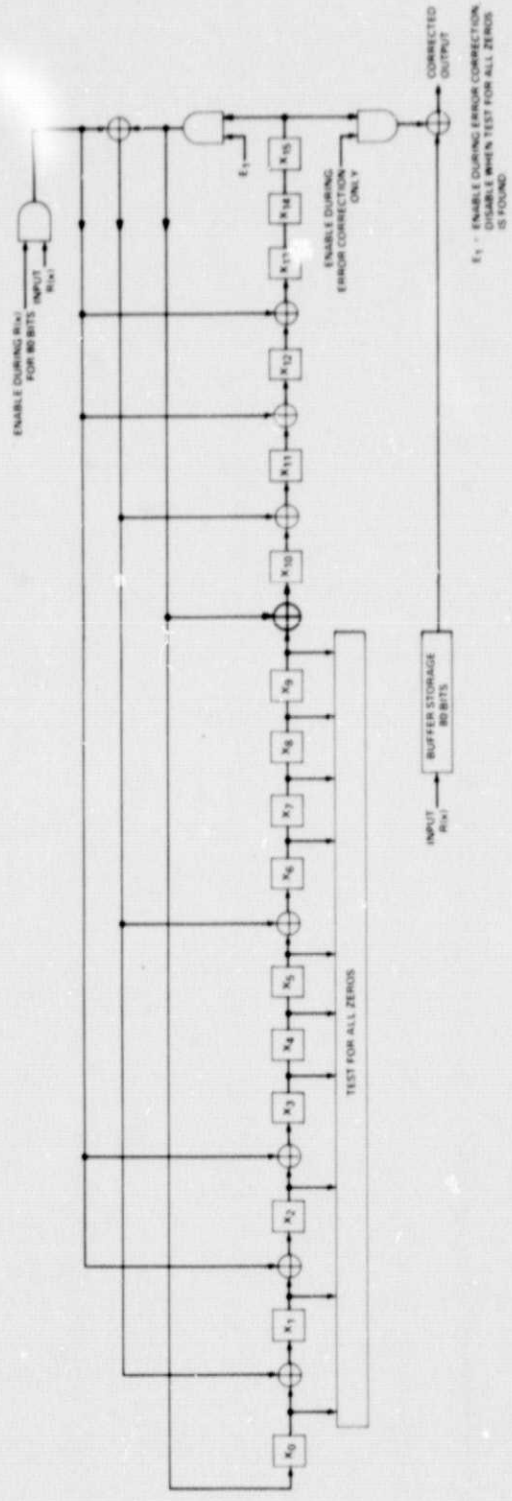 ENABLE DURING R(x)
FOR 80 BITS
INPUT
R(x)
E₁
X₀
X₁
X₂
X₃
X₄
X₅
X₆
X₇
X₈
X₉
X₁₀
X₁₁
X₁₂
X₁₃
X₁₄
X₁₅
ENABLE DURING
ERROR CORRECTION
ONLY
TEST FOR ALL ZEROS
INPUT
R(x)
BUFFER STORAGE
80 BITS
CORRECTED
OUTPUT
E₁ - ENABLE DURING ERROR CORRECTION,
DISABLE WHEN TEST FOR ALL ZEROS
IS FOUND